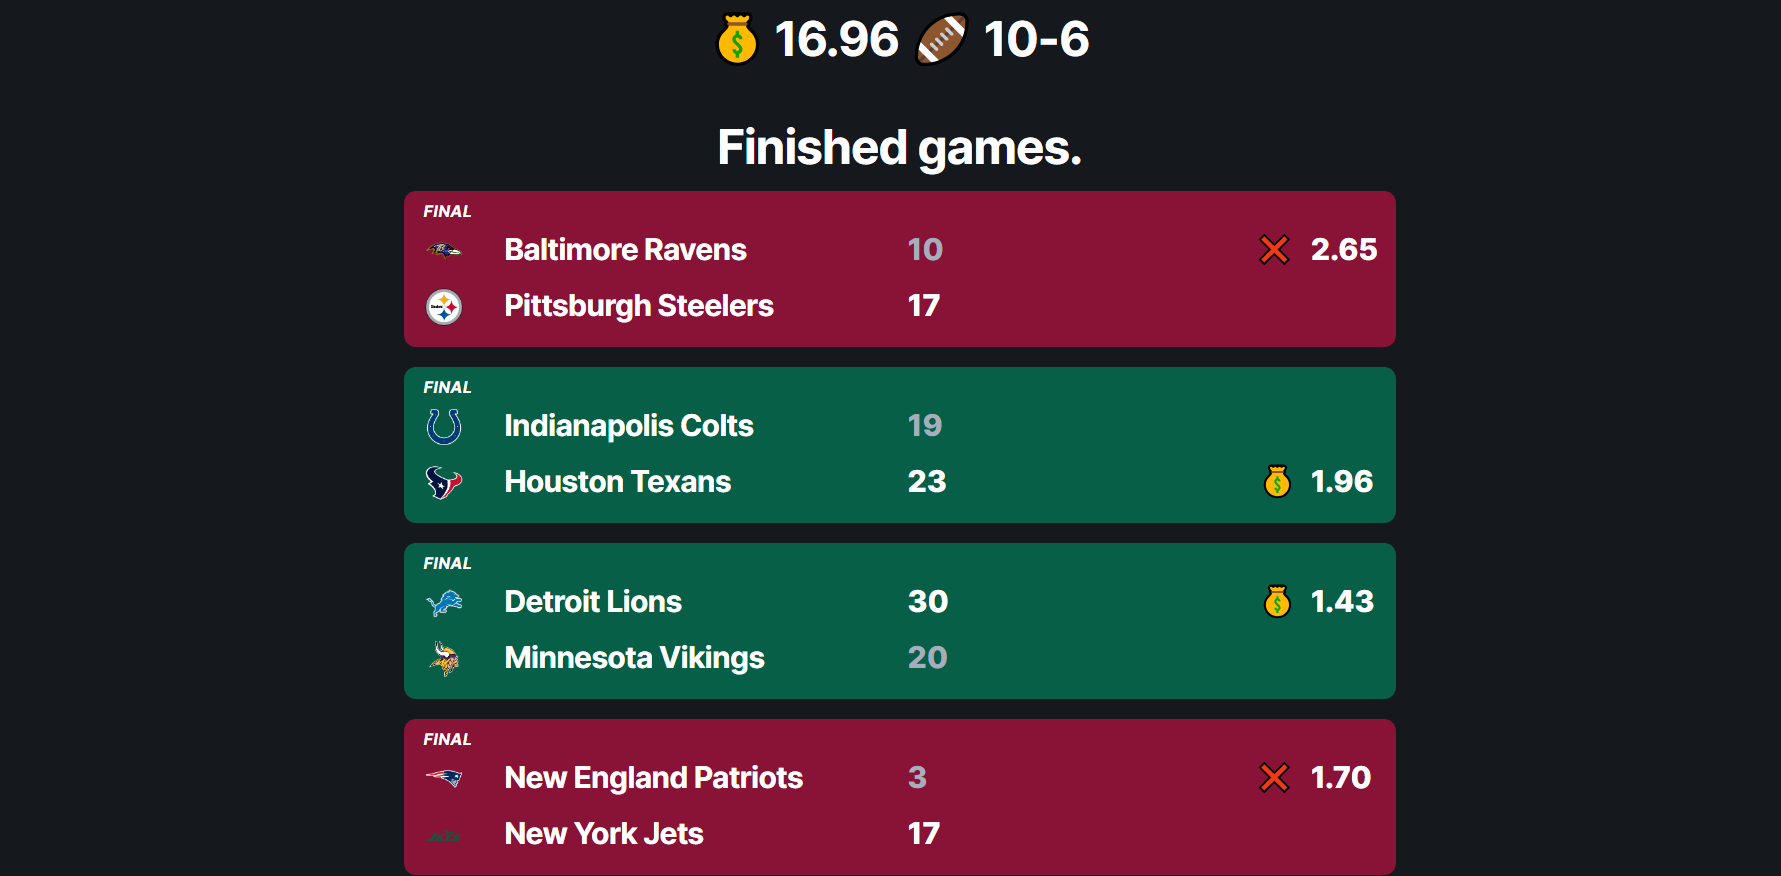 16.96 10-6
Finished games.
FINAL
Baltimore Ravens 10 2.65
Pittsburgh Steelers 17
FINAL
Indianapolis Colts 19
Houston Texans 23 1.96
FINAL
Detroit Lions 30 1.43
Minnesota Vikings 20
FINAL
New England Patriots 3 1.70
New York Jets 17